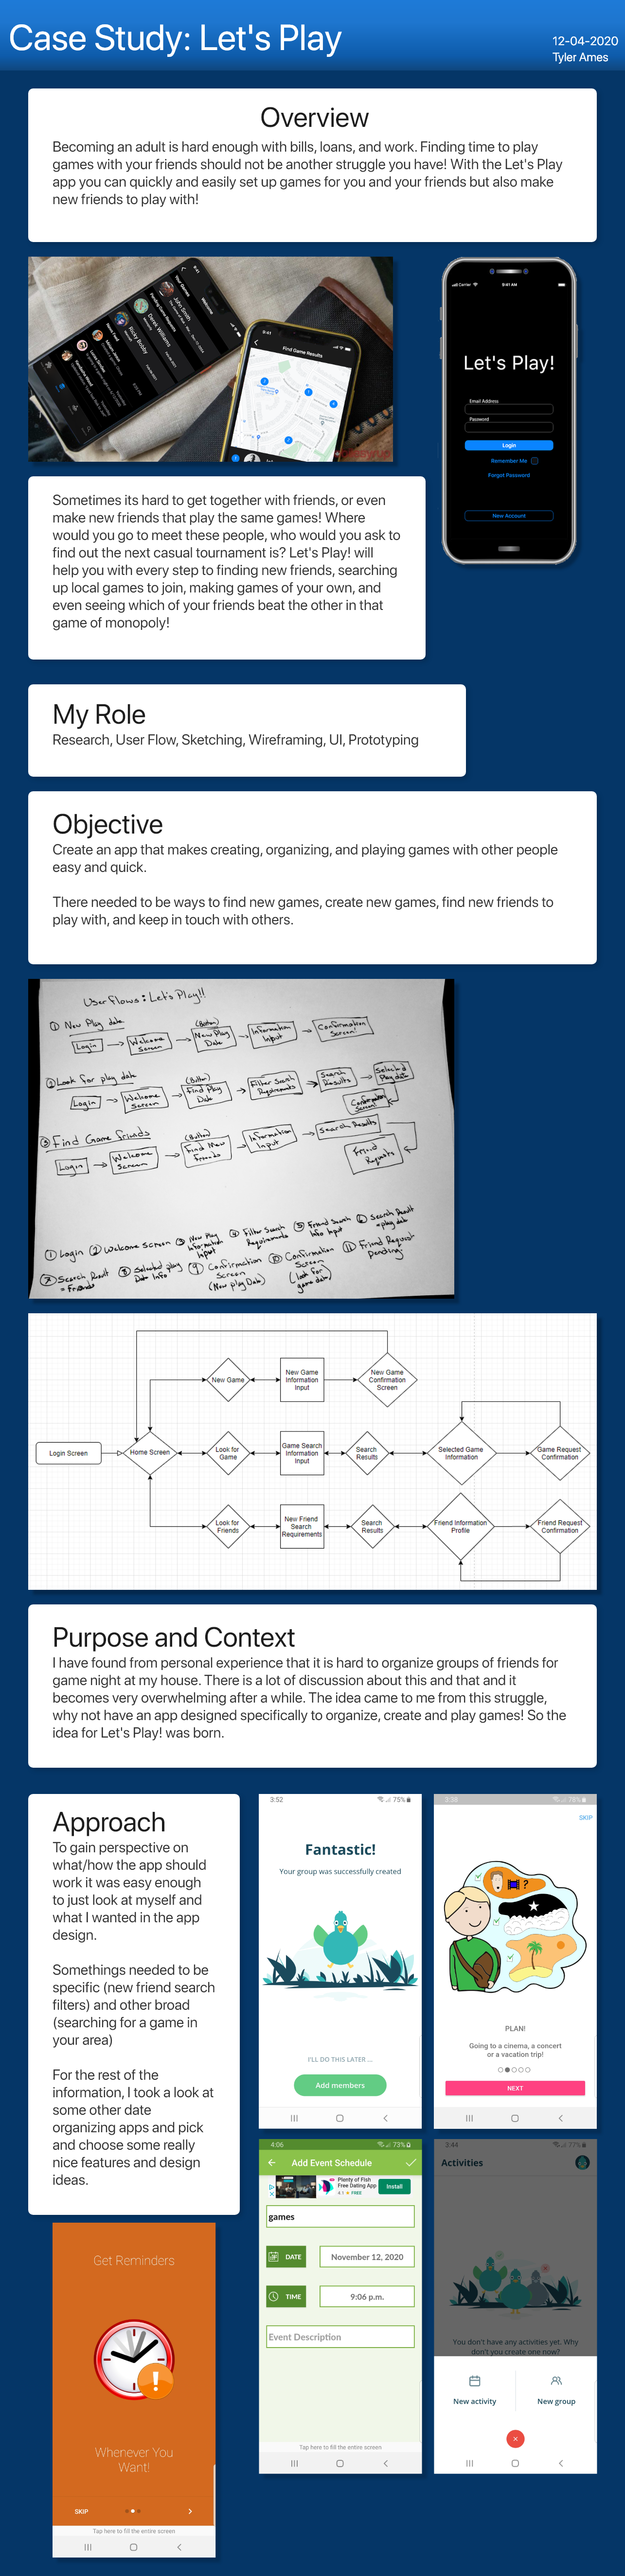 Case Study: Let's Play
12-04-2020
Tyler Ames
Overview
Becoming an adult is hard enough with bills, loans, and work. Finding time to play
games with your friends should not be another struggle you have! With the Let's Play
app you can quickly and easily set up games for you and your friends but also make
new friends to play with!
Your Games
Welcome
John Smith
Derek Williams
Ricky Bobby
9:41
Find Game Results
Carrier
9:41 AM
Let's Play!
Email Address
Password
Login
Remember Me
Forgot Password
New Account
Sometimes its hard to get together with friends, or even
make new friends that play the same games! Where
would you go to meet these people, who would you ask to
find out the next casual tournament is? Let's Play! will
help you with every step to finding new friends, searching
up local games to join, making games of your own, and
even seeing which of your friends beat the other in that
game of monopoly!
My Role
Research, User Flow, Sketching, Wireframing, UI, Prototyping
Objective
Create an app that makes creating, organizing, and playing games with other people
easy and quick.
There needed to be ways to find new games, create new games, find new friends to
play with, and keep in touch with others.
User Flows: Let's Play!!
① New Play date
Login
Welcome
Screen
(Button)
New Play
Date
Information
Input
Confirmation
Screen
② Look for play date
Login
Welcome
Screen
(Button)
Find Play
Date
Filter Search
Requirements
Search
Results
Selected
Play date
Confirmation
Screen
③ Find Game friends
Login
Welcome
Screen
(Button)
Find New
Friends
Information
Input
Search Results
Friend
Requests
① Login ② Welcome Screen ③ New Play
Information
Input
④ Filter Search
Requirements
⑤ Friend Search
Info Input
⑥ Search Result
= Play date
⑦ Search Result
= Friends
⑧ Selected play
Date Info
⑨ Confirmation
Screen
(New play Date)
⑩ Confirmation
Screen
(look for
game date)
⑪ Friend Request
Pending.
New Game
New Game
Information
Input
New Game
Confirmation
Screen
Login Screen
Home Screen
Look for
Game
Game Search
Information
Input
Search
Results
Selected Game
Information
Game Request
Confirmation
Look for
Friends
New Friend
Search
Requirements
Search
Results
Friend Information
Profile
Friend Request
Confirmation
Purpose and Context
I have found from personal experience that it is hard to organize groups of friends for
game night at my house. There is a lot of discussion about this and that and it
becomes very overwhelming after a while. The idea came to me from this struggle,
why not have an app designed specifically to organize, create and play games! So the
idea for Let's Play! was born.
Approach
To gain perspective on
what/how the app should
work it was easy enough
to just look at myself and
what I wanted in the app
design.
Somethings needed to be
specific (new friend search
filters) and other broad
(searching for a game in
your area)
For the rest of the
information, I took a look at
some other date
organizing apps and pick
and choose some really
nice features and design
ideas.
3:52
75%
Fantastic!
Your group was successfully created
I'LL DO THIS LATER ...
Add members
78%
SKIP
?
PLAN!
Going to a cinema, a concert
or a vacation trip!
NEXT
4:06
73%
Add Event Schedule
Plenty of Fish
Free Dating App
4.1 ★ FREE
Install
games
DATE
November 12, 2020
TIME
9:06 p.m.
Event Description
Tap here to fill the entire screen
3:44
77%
Activities
You don't have any activities yet. Why
don't you create one now?
New activity
New group
Get Reminders
!
Whenever You
Want!
SKIP
Tap here to fill the entire screen